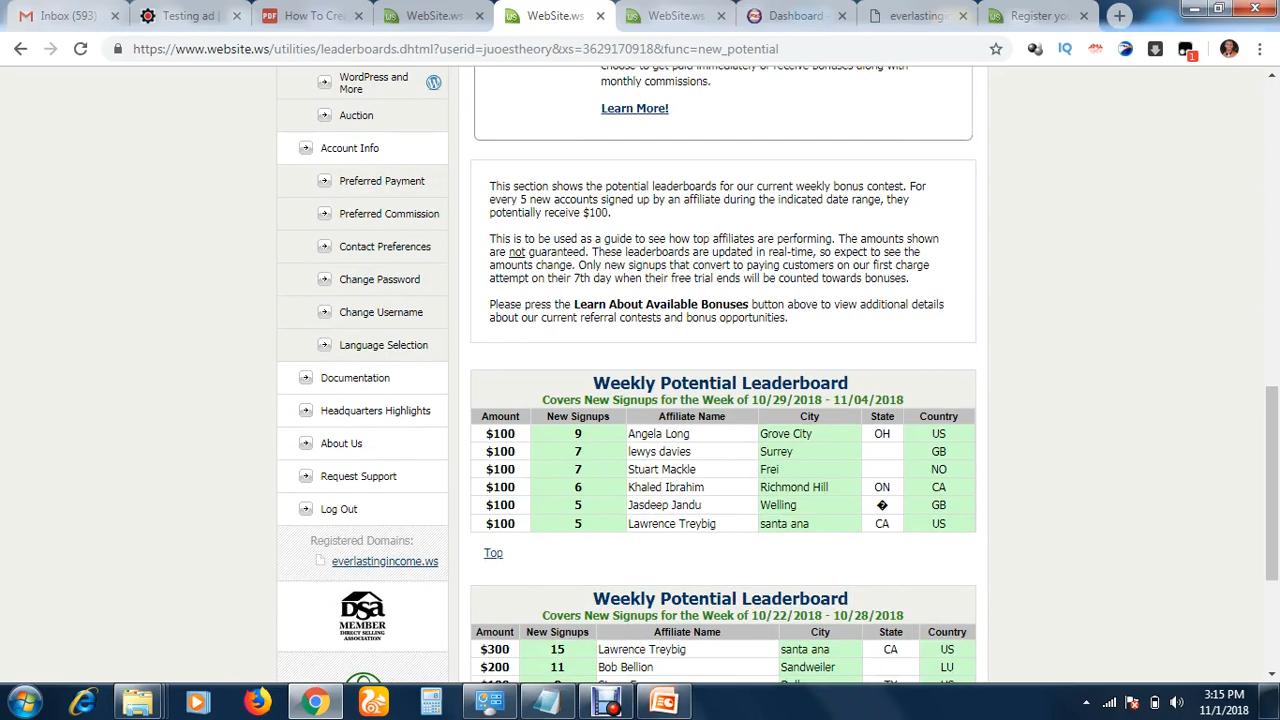 Inbox (593)
Testing ad |
How To Cre
WebSite.ws
WebSite.ws
WebSite.ws
Dashboard
everlastingin
Register you
https://www.website.ws/utilities/leaderboards.dhtml?userid=juoestheory&xs=3629170918&func=new_potential
WordPress and
More
Auction
Account Info
Preferred Payment
Preferred Commission
Contact Preferences
Change Password
Change Username
Language Selection
Documentation
Headquarters Highlights
About Us
Request Support
Log Out
Registered Domains:
everlastingincome.ws
DSA
MEMBER
DIRECT SELLING
ASSOCIATION
choose to get paid immediately or receive bonuses along with
monthly commissions.
Learn More!
This section shows the potential leaderboards for our current weekly bonus contest. For
every 5 new accounts signed up by an affiliate during the indicated date range, they
potentially receive $100.
This is to be used as a guide to see how top affiliates are performing. The amounts shown
are not guaranteed. These leaderboards are updated in real-time, so expect to see the
amounts change. Only new signups that convert to paying customers on our first charge
attempt on their 7th day when their free trial ends will be counted towards bonuses.
Please press the Learn About Available Bonuses button above to view additional details
about our current referral contests and bonus opportunities.
Weekly Potential Leaderboard
Covers New Signups for the Week of 10/29/2018 - 11/04/2018
Amount New Signups Affiliate Name City State Country
$100 9 Angela Long Grove City OH US
$100 7 lewys davies Surrey GB
$100 7 Stuart Mackle Frei NO
$100 6 Khaled Ibrahim Richmond Hill ON CA
$100 5 Jasdeep Jandu Welling � GB
$100 5 Lawrence Treybig santa ana CA US
Top
Weekly Potential Leaderboard
Covers New Signups for the Week of 10/22/2018 - 10/28/2018
Amount New Signups Affiliate Name City State Country
$300 15 Lawrence Treybig santa ana CA US
$200 11 Bob Bellion Sandweiler LU
3:15 PM
11/1/2018